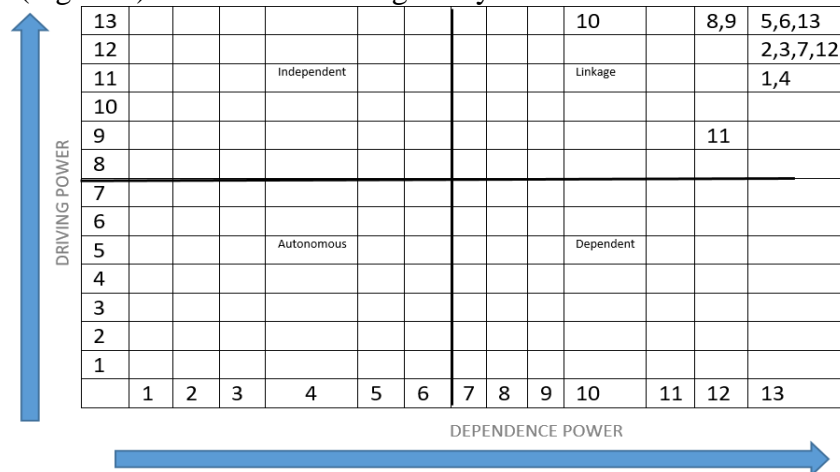 13 10 8,9 5,6,13
12 2,3,7,12
11 Independent Linkage 1,4
10
9 11
8
7
6
5 Autonomous Dependent
4
3
2
1
1 2 3 4 5 6 7 8 9 10 11 12 13
DRIVING POWER
DEPENDENCE POWER